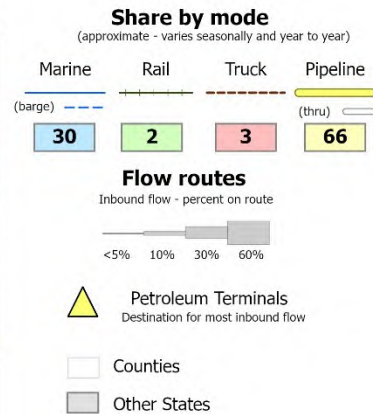 Share by mode
(approximate - varies seasonally and year to year)
Marine Rail Truck Pipeline
(barge) (thru)
30 2 3 66
Flow routes
Inbound flow - percent on route
<5% 10% 30% 60%
Petroleum Terminals
Destination for most inbound flow
Counties
Other States